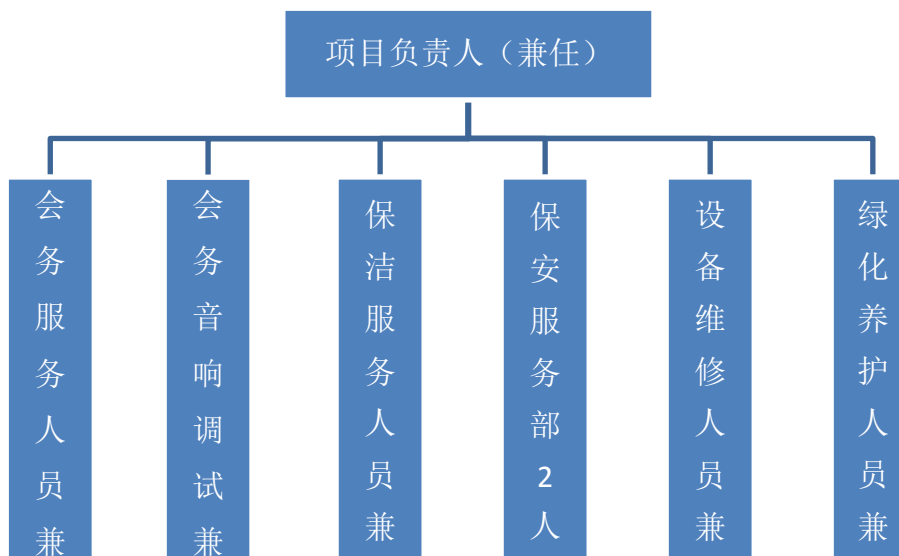 项目负责人（兼任）
会务服务人员兼
会务音响调试兼
保洁服务人员兼
保安服务部2人
设备维修人员兼
绿化养护人员兼